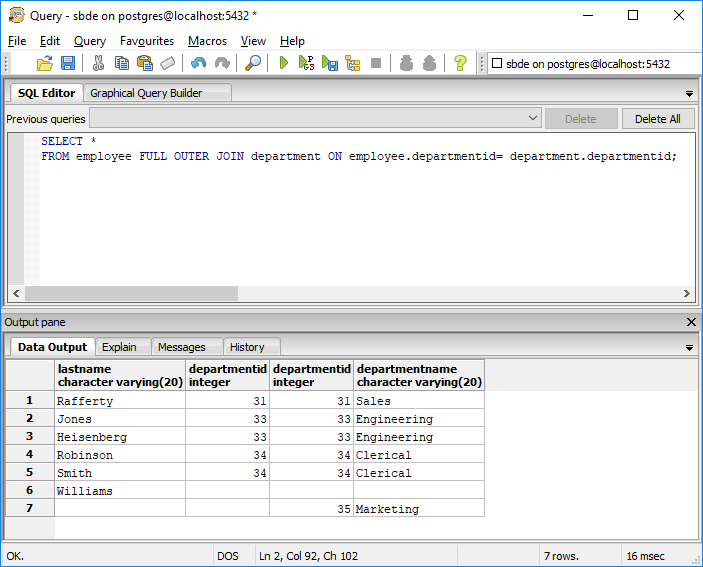 Query - sbde on postgres@localhost:5432 *
File Edit Query Favourites Macros View Help
sbde on postgres@localhost:5432
SQL Editor Graphical Query Builder
Previous queries Delete Delete All
SELECT *
FROM employee FULL OUTER JOIN department ON employee.departmentid= department.departmentid;
Output pane
Data Output Explain Messages History
lastname departmentid departmentid departmentname
character varying(20) integer integer character varying(20)
1 Rafferty 31 31 Sales
2 Jones 33 33 Engineering
3 Heisenberg 33 33 Engineering
4 Robinson 34 34 Clerical
5 Smith 34 34 Clerical
6 Williams
7 35 Marketing
OK. DOS Ln 2, Col 92, Ch 102 7 rows. 16 msec